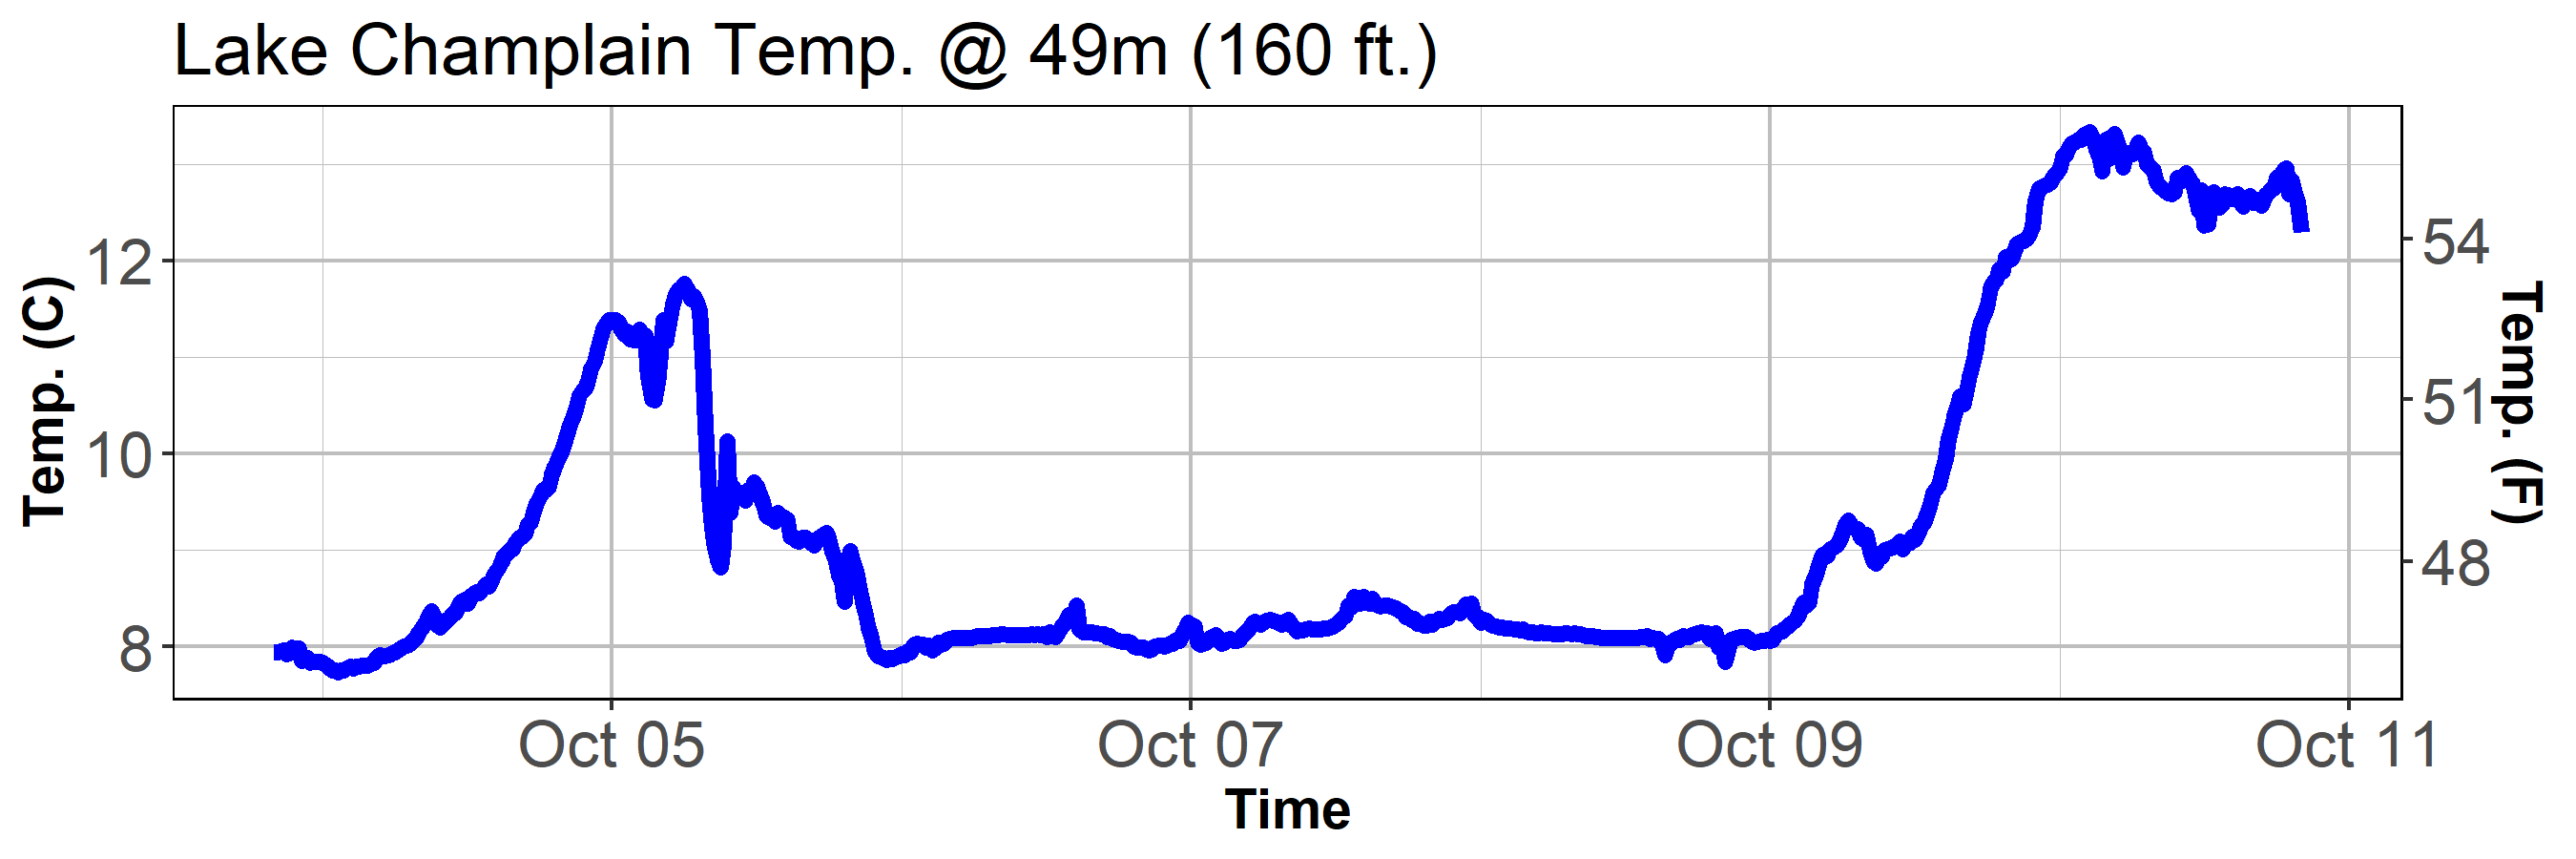 Lake Champlain Temp. @ 49m (160 ft.)
Temp. (C)
12
10
8
54
51
48
Temp. (F)
Oct 05 Oct 07 Oct 09 Oct 11
Time